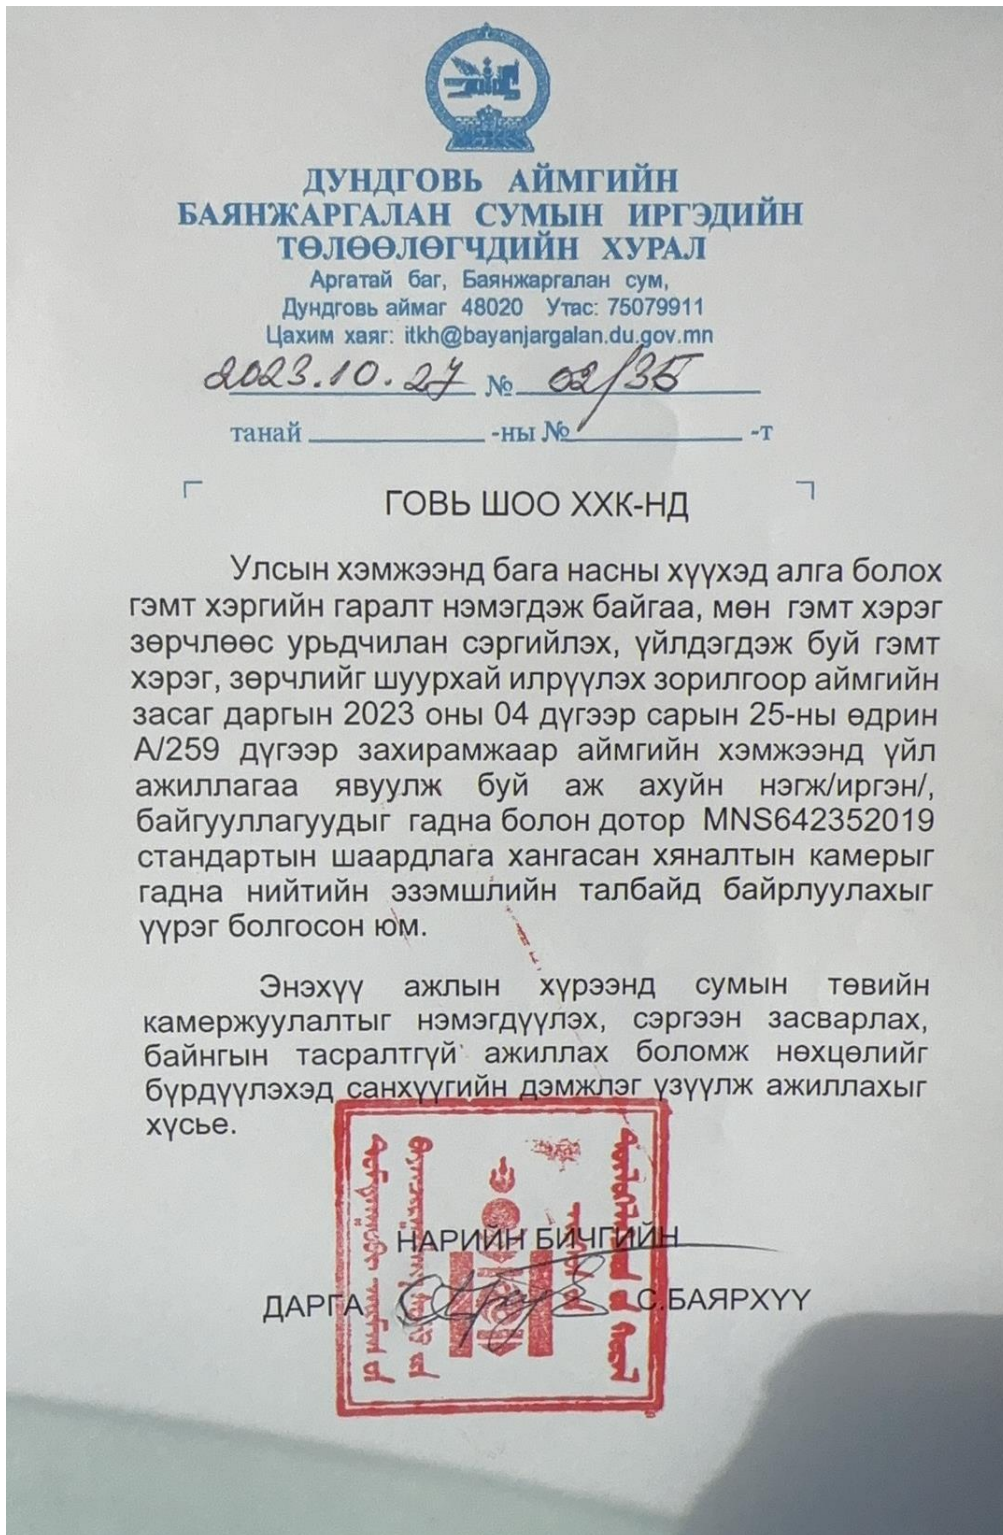 ДУНДГОВЬ АЙМГИЙН
БАЯНЖАРГАЛАН СУМЫН ИРГЭДИЙН
ТӨЛӨӨЛӨГЧДИЙН ХУРАЛ
Аргатай баг, Баянжаргалан сум,
Дундговь аймаг 48020 Утас: 75079911
Цахим хаяг: itkh@bayanjargalan.du.gov.mn
2023.10.27 № 02/35
танай -ны № -т
ГОВЬ ШОО ХХК-НД
Улсын хэмжээнд бага насны хүүхэд алга болох
гэмт хэргийн гаралт нэмэгдэж байгаа, мөн гэмт хэрэг
зөрчлөөс урьдчилан сэргийлэх, үйлдэгдэж буй гэмт
хэрэг, зөрчлийг шуурхай илрүүлэх зорилгоор аймгийн
засаг даргын 2023 оны 04 дүгээр сарын 25-ны өдрин
А/259 дүгээр захирамжаар аймгийн хэмжээнд үйл
ажиллагаа явуулж буй аж ахуйн нэгж/иргэн/,
байгууллагуудыг гадна болон дотор MNS642352019
стандартын шаардлага хангасан хяналтын камерыг
гадна нийтийн эзэмшлийн талбайд байрлуулахыг
үүрэг болгосон юм.
Энэхүү ажлын хүрээнд сумын төвийн
камержуулалтыг нэмэгдүүлэх, сэргээн засварлах,
байнгын тасралтгүй ажиллах боломж нөхцөлийг
бүрдүүлэхэд санхүүгийн дэмжлэг үзүүлж ажиллахыг
хүсье.
НАРИЙН БИЧГИЙН
ДАРГА С.БАЯРХҮҮ